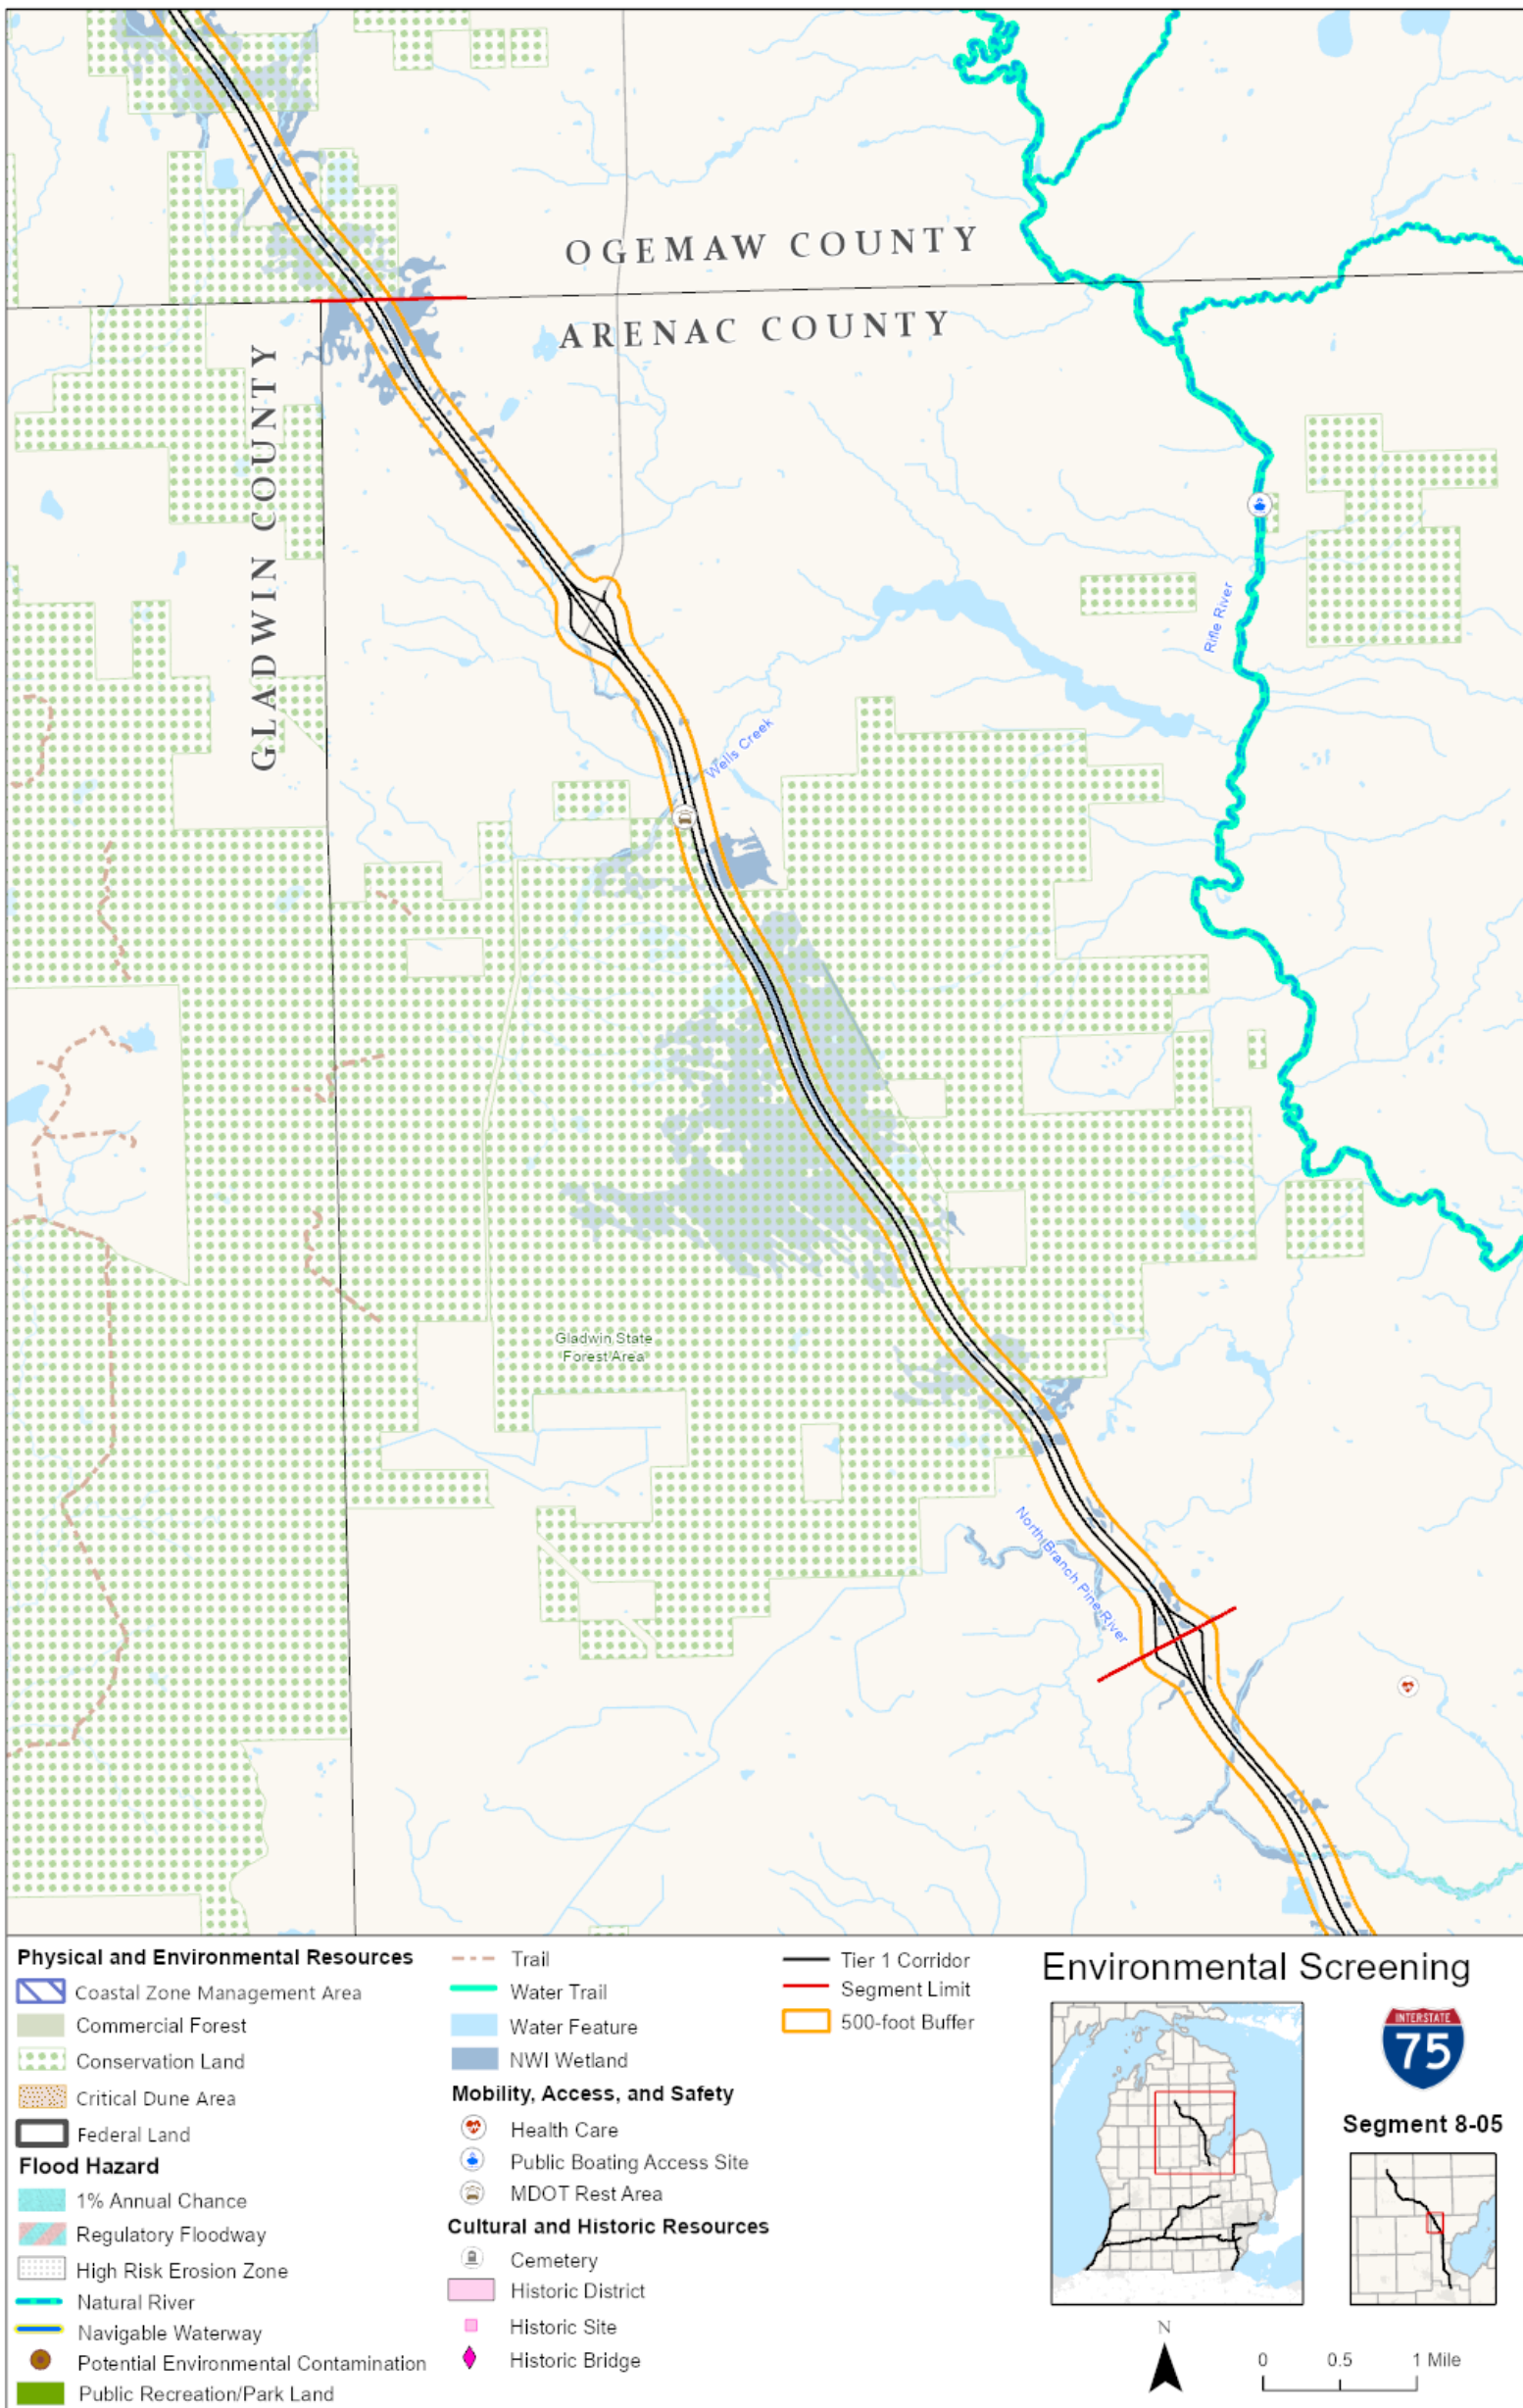 OGEMAW COUNTY
ARENAC COUNTY
GLADWIN COUNTY
Rifle River
Wells Creek
Gladwin State
Forest Area
North Branch Pine River
Physical and Environmental Resources
Coastal Zone Management Area
Commercial Forest
Conservation Land
Critical Dune Area
Federal Land
Flood Hazard
1% Annual Chance
Regulatory Floodway
High Risk Erosion Zone
Natural River
Navigable Waterway
Potential Environmental Contamination
Public Recreation/Park Land
Trail
Water Trail
Water Feature
NWI Wetland
Mobility, Access, and Safety
Health Care
Public Boating Access Site
MDOT Rest Area
Cultural and Historic Resources
Cemetery
Historic District
Historic Site
Historic Bridge
Tier 1 Corridor
Segment Limit
500-foot Buffer
Environmental Screening
INTERSTATE
75
Segment 8-05
N
0 0.5 1 Mile